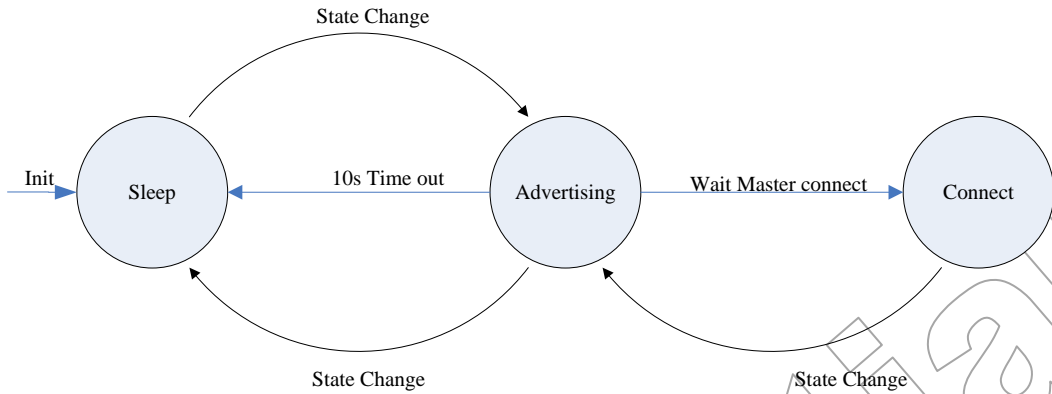 State Change
Init
Sleep
10s Time out
Advertising
Wait Master connect
Connect
State Change
State Change